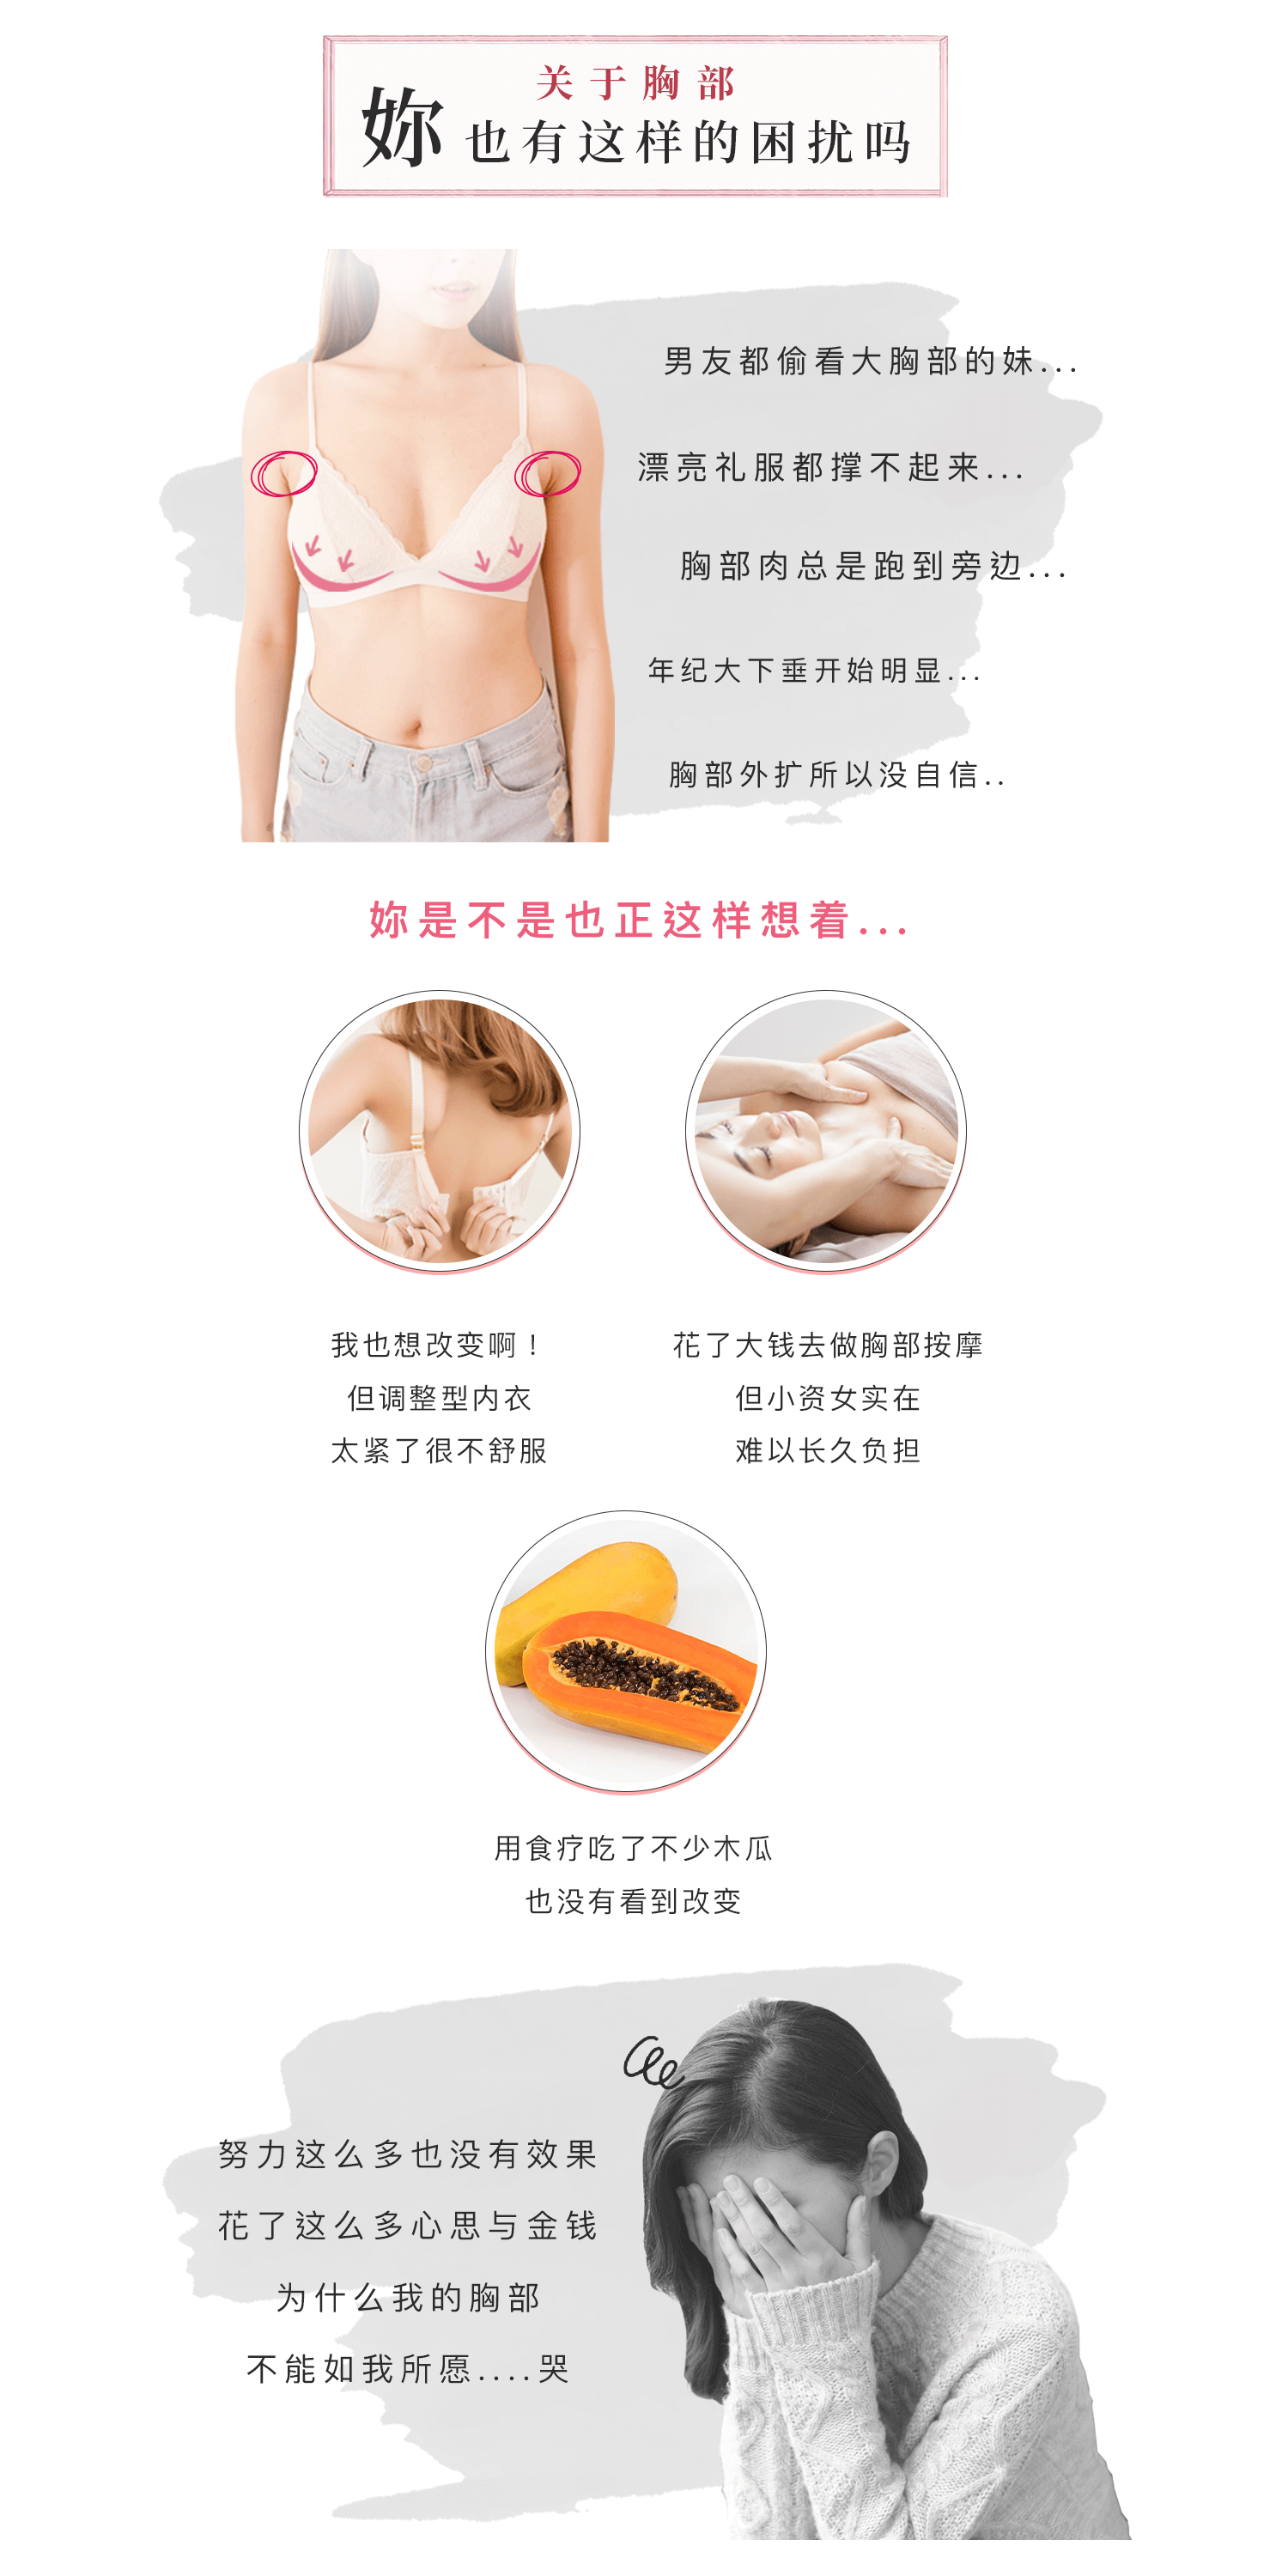 关于胸部
妳也有这样的困扰吗
男友都偷看大胸部的妹...
漂亮礼服都撑不起来...
胸部肉总是跑到旁边...
年纪大下垂开始明显...
胸部外扩所以没自信..
妳是不是也正这样想着...
我也想改变啊！
但调整型内衣
太紧了很不舒服
花了大钱去做胸部按摩
但小资女实在
难以长久负担
用食疗吃了不少木瓜
也没有看到改变
努力这么多也没有效果
花了这么多心思与金钱
为什么我的胸部
不能如我所愿....哭